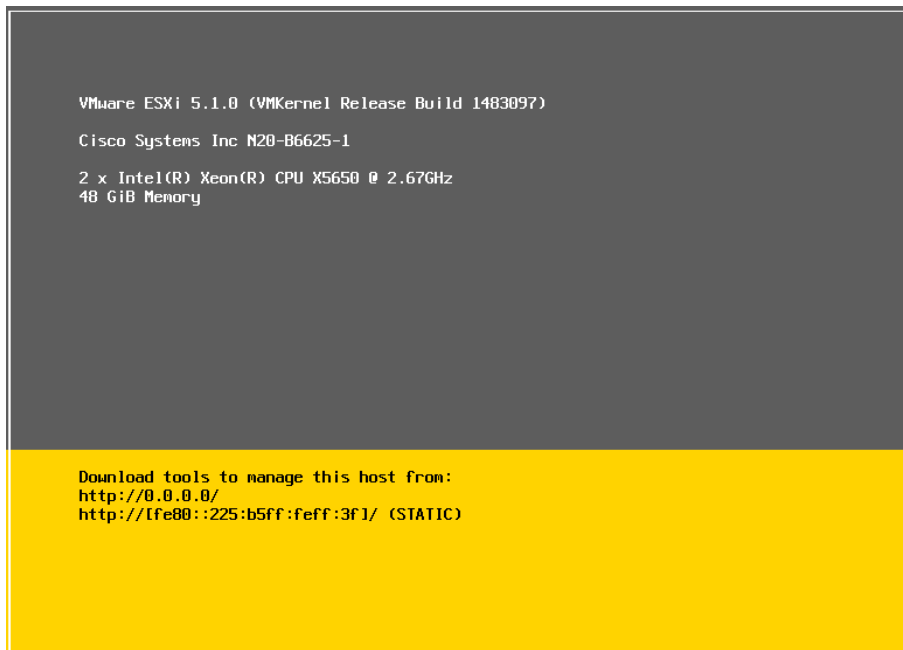 VMware ESXi 5.1.0 (VMKernel Release Build 1483097)
Cisco Systems Inc N20-B6625-1
2 x Intel(R) Xeon(R) CPU X5650 @ 2.67GHz
48 GiB Memory
Download tools to manage this host from:
http://0.0.0.0/
http://[fe80::225:b5ff:feff:3f]/ (STATIC)